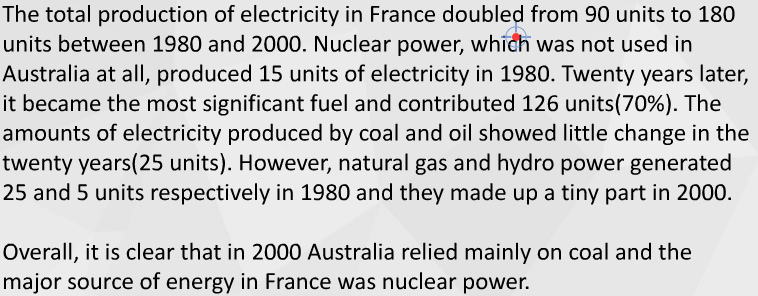 The total production of electricity in France doubled from 90 units to 180
units between 1980 and 2000. Nuclear power, which was not used in
Australia at all, produced 15 units of electricity in 1980. Twenty years later,
it became the most significant fuel and contributed 126 units(70%). The
amounts of electricity produced by coal and oil showed little change in the
twenty years(25 units). However, natural gas and hydro power generated
25 and 5 units respectively in 1980 and they made up a tiny part in 2000.
Overall, it is clear that in 2000 Australia relied mainly on coal and the
major source of energy in France was nuclear power.